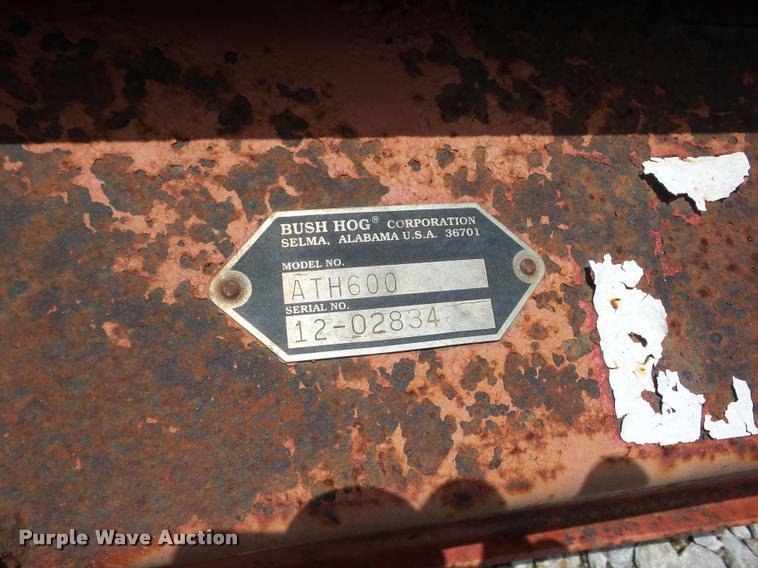 BUSH HOG® CORPORATION
SELMA, ALABAMA U.S.A. 36701
MODEL NO.
ATH600
SERIAL NO.
12-02834
Purple Wave Auction